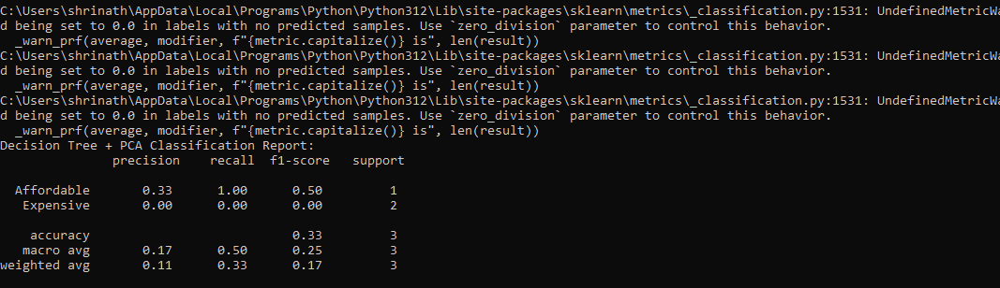 C:\Users\shrinath\AppData\Local\Programs\Python\Python312\Lib\site-packages\sklearn\metrics\_classification.py:1531: UndefinedMetricWa
d being set to 0.0 in labels with no predicted samples. Use `zero_division` parameter to control this behavior.
  _warn_prf(average, modifier, f"{metric.capitalize()} is", len(result))
C:\Users\shrinath\AppData\Local\Programs\Python\Python312\Lib\site-packages\sklearn\metrics\_classification.py:1531: UndefinedMetricWa
d being set to 0.0 in labels with no predicted samples. Use `zero_division` parameter to control this behavior.
  _warn_prf(average, modifier, f"{metric.capitalize()} is", len(result))
C:\Users\shrinath\AppData\Local\Programs\Python\Python312\Lib\site-packages\sklearn\metrics\_classification.py:1531: UndefinedMetricWa
d being set to 0.0 in labels with no predicted samples. Use `zero_division` parameter to control this behavior.
  _warn_prf(average, modifier, f"{metric.capitalize()} is", len(result))
Decision Tree + PCA Classification Report:
              precision    recall  f1-score   support

  Affordable       0.33      1.00      0.50         1
   Expensive       0.00      0.00      0.00         2

    accuracy                           0.33         3
   macro avg       0.17      0.50      0.25         3
weighted avg       0.11      0.33      0.17         3